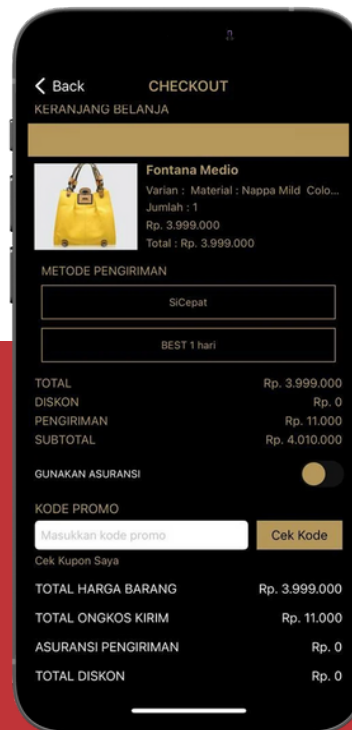 Back CHECKOUT
KERANJANG BELANJA
Fontana Medio
Varian : Material : Nappa Mild Colo...
Jumlah : 1
Rp. 3.999.000
Total : Rp. 3.999.000
METODE PENGIRIMAN
SiCepat
BEST 1 hari
TOTAL Rp. 3.999.000
DISKON Rp. 0
PENGIRIMAN Rp. 11.000
SUBTOTAL Rp. 4.010.000
GUNAKAN ASURANSI
KODE PROMO
Masukkan kode promo Cek Kode
Cek Kupon Saya
TOTAL HARGA BARANG Rp. 3.999.000
TOTAL ONGKOS KIRIM Rp. 11.000
ASURANSI PENGIRIMAN Rp. 0
TOTAL DISKON Rp. 0